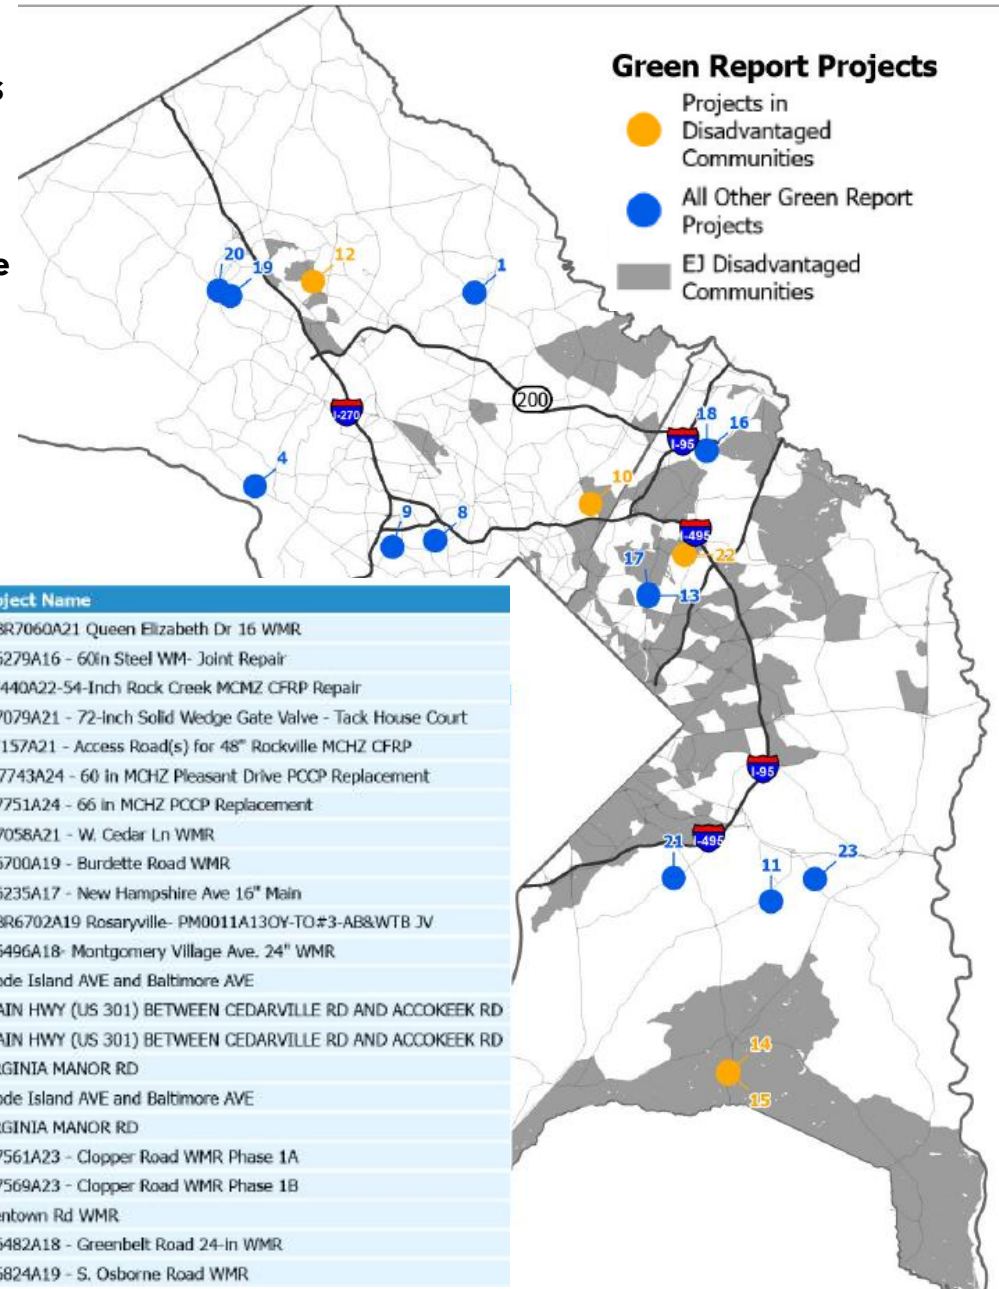 s
Green Report Projects
Projects in
Disadvantaged
Communities
All Other Green Report
Projects
EJ Disadvantaged
Communities
e
20
19
12
1
200
I-270
18
16
I-95
4
10
9
8
I-495
22
17
13
oject Name
BR7060A21 Queen Elizabeth Dr 16 WMR
5279A16 - 60in Steel WM- Joint Repair
7440A22-54-Inch Rock Creek MCMZ CFRP Repair
7079A21 - 72-inch Solid Wedge Gate Valve - Tack House Court
7157A21 - Access Road(s) for 48" Rockville MCHZ CFRP
7743A24 - 60 in MCHZ Pleasant Drive PCCP Replacement
7751A24 - 66 in MCHZ PCCP Replacement
7058A21 - W. Cedar Ln WMR
5700A19 - Burdette Road WMR
5235A17 - New Hampshire Ave 16" Main
BR6702A19 Rosaryville- PM0011A13OY-TO#3-AB&WTB JV
5496A18- Montgomery Village Ave. 24" WMR
ode Island AVE and Baltimore AVE
AIN HWY (US 301) BETWEEN CEDARVILLE RD AND ACCOKEEK RD
AIN HWY (US 301) BETWEEN CEDARVILLE RD AND ACCOKEEK RD
RGINIA MANOR RD
ode Island AVE and Baltimore AVE
RGINIA MANOR RD
7561A23 - Clopper Road WMR Phase 1A
7569A23 - Clopper Road WMR Phase 1B
entown Rd WMR
5482A18 - Greenbelt Road 24-in WMR
5824A19 - S. Osborne Road WMR
I-95
I-495
21
11
23
14
15